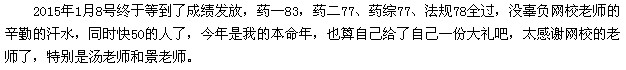 2015年1月8号终于等到了成绩发放，药一83，药二77、药综77、法规78全过，没辜负网校老师的
辛勤的汗水，同时快50的人了，今年是我的本命年，也算自己给了自己一份大礼吧，太感谢网校的老
师了，特别是汤老师和景老师。